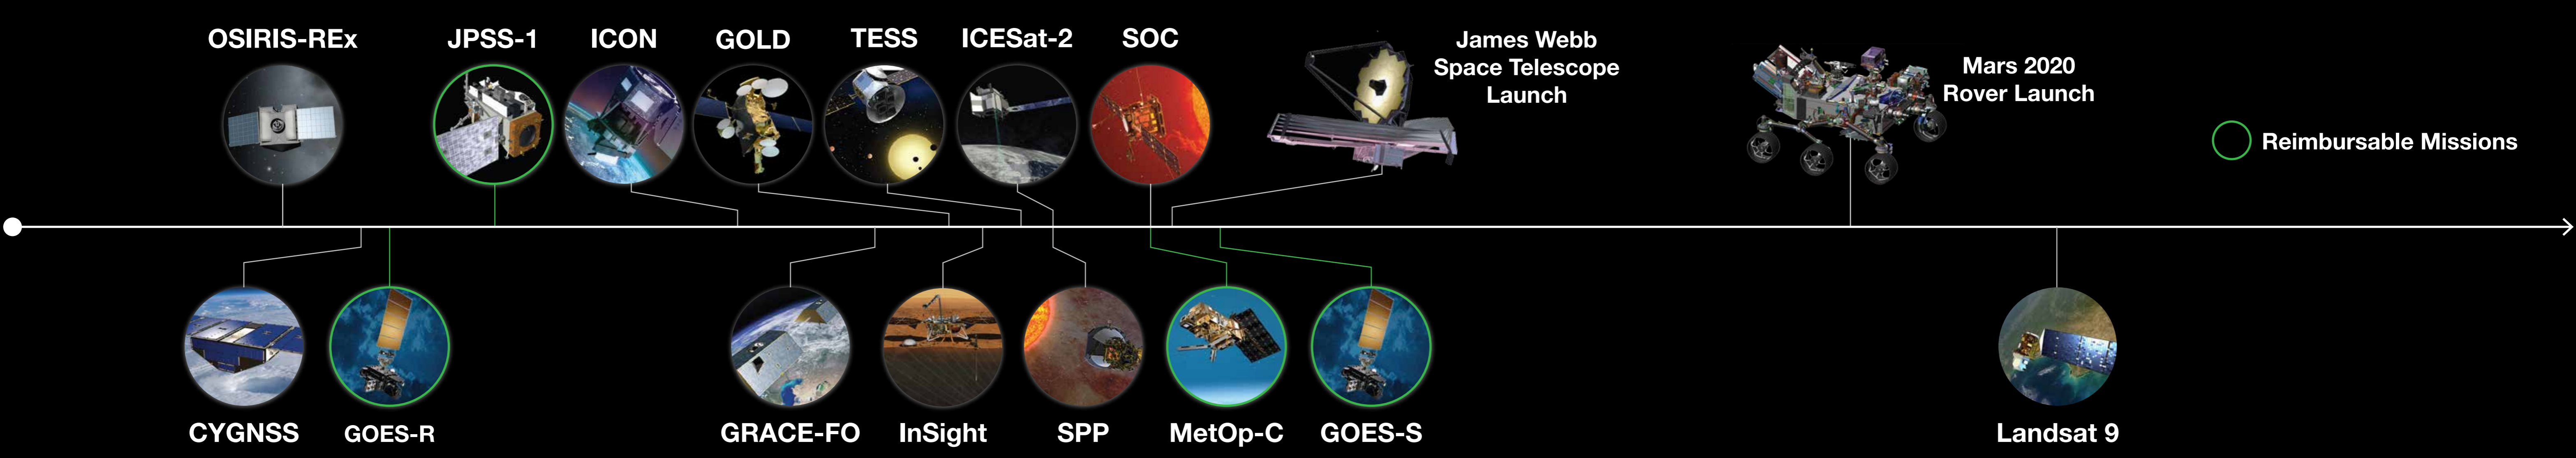 OSIRIS-REx
JPSS-1
ICON
GOLD
TESS
ICESat-2
SOC
James Webb
Space Telescope
Launch
Mars 2020
Rover Launch
Reimbursable Missions
CYGNSS
GOES-R
GRACE-FO
InSight
SPP
MetOp-C
GOES-S
Landsat 9